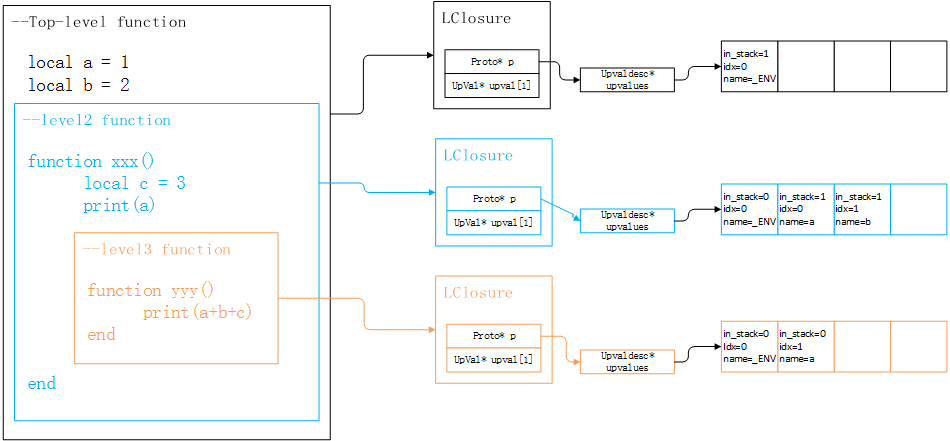 --Top-level function
local a = 1
local b = 2
--level2 function
function xxx()
local c = 3
print(a)
--level3 function
function yyy()
print(a+b+c)
end
end
LClosure
Proto* p
UpVal* upval[1]
Upvaldesc*
upvalues
in_stack=1
idx=0
name=_ENV
LClosure
Proto* p
UpVal* upval[1]
Upvaldesc*
upvalues
in_stack=0
idx=0
name=_ENV
in_stack=1
idx=0
name=a
in_stack=1
idx=1
name=b
LClosure
Proto* p
UpVal* upval[1]
Upvaldesc*
upvalues
in_stack=0
Idx=0
name=_ENV
in_stack=0
idx=1
name=a